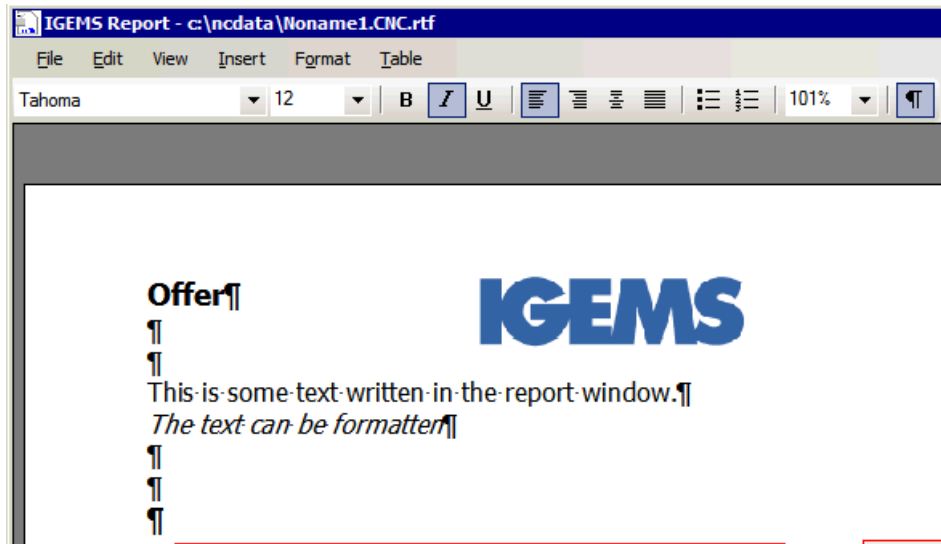 IGEMS Report - c:\ncdata\Noname1.CNC.rtf
File Edit View Insert Format Table
Tahoma 12 B I U 101% ¶
Offer¶
IGEMS
¶
¶
This·is·some·text·written·in·the·report·window.¶
The·text·can·be·formatten¶
¶
¶
¶